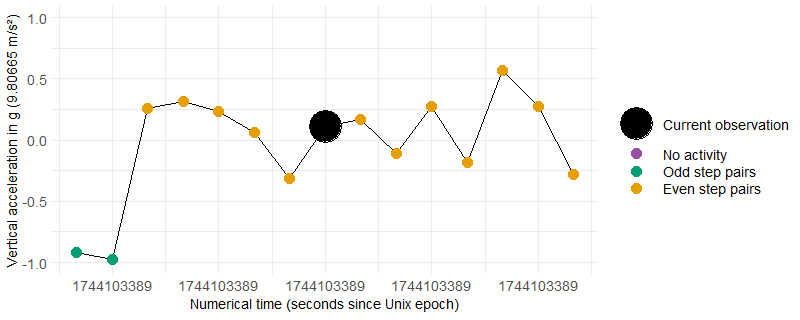 Vertical acceleration in g (9.80665 m/s²)
1.0
0.5
0.0
-0.5
-1.0
1744103389 1744103389 1744103389 1744103389 1744103389
Numerical time (seconds since Unix epoch)
Current observation
No activity
Odd step pairs
Even step pairs